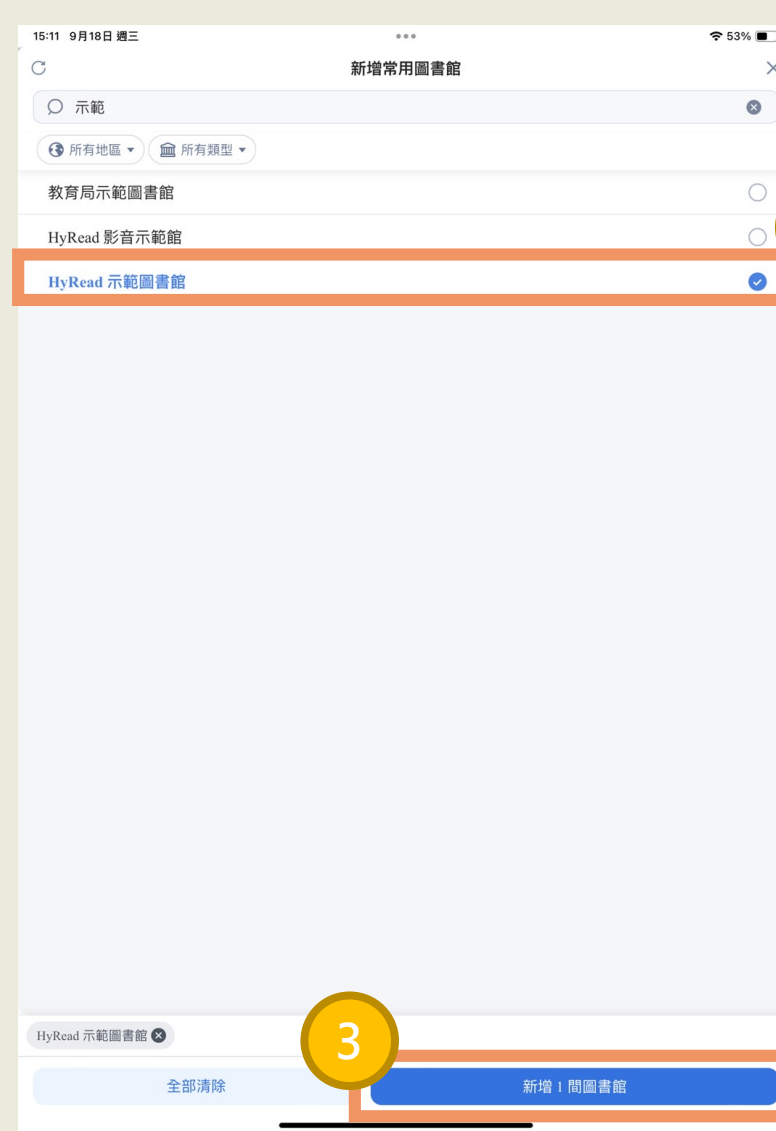 15:11 9月18日 週三 53%
新增常用圖書館
示範
所有地區 所有類型
教育局示範圖書館
HyRead 影音示範館
HyRead 示範圖書館
HyRead 示範圖書館
3
全部清除 新增 1 間圖書館